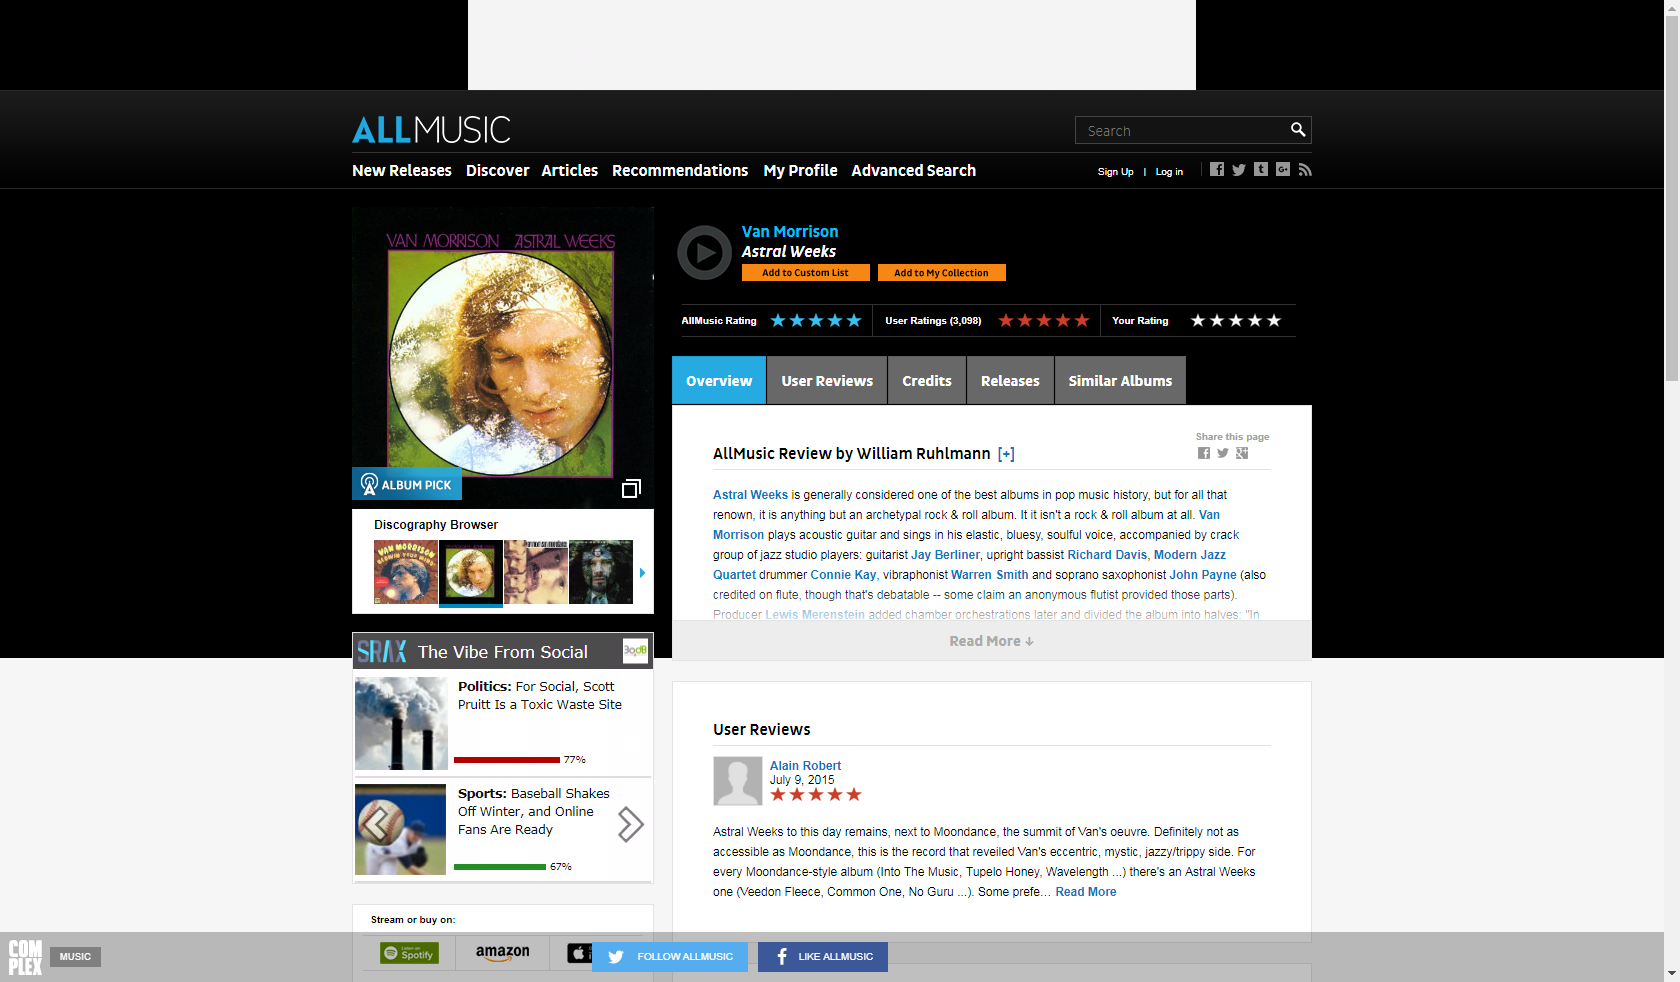 ALLMUSIC
Search
New Releases Discover Articles Recommendations My Profile Advanced Search
Sign Up | Log in
VAN MORRISON ASTRAL WEEKS
ALBUM PICK
Van Morrison
Astral Weeks
Add to Custom List Add to My Collection
AllMusic Rating User Ratings (3,098) Your Rating
Overview User Reviews Credits Releases Similar Albums
Share this page
AllMusic Review by William Ruhlmann [+]
Astral Weeks is generally considered one of the best albums in pop music history, but for all that
renown, it is anything but an archetypal rock & roll album. It it isn't a rock & roll album at all. Van
Morrison plays acoustic guitar and sings in his elastic, bluesy, soulful voice, accompanied by crack
group of jazz studio players: guitarist Jay Berliner, upright bassist Richard Davis, Modern Jazz
Quartet drummer Connie Kay, vibraphonist Warren Smith and soprano saxophonist John Payne (also
credited on flute, though that's debatable -- some claim an anonymous flutist provided those parts).
Producer Lewis Merenstein added chamber orchestrations later and divided the album into halves: "In
Read More ↓
Discography Browser
VAN MORRISON
SRAX The Vibe From Social
Politics: For Social, Scott
Pruitt Is a Toxic Waste Site
77%
Sports: Baseball Shakes
Off Winter, and Online
Fans Are Ready
67%
User Reviews
Alain Robert
July 9, 2015
Astral Weeks to this day remains, next to Moondance, the summit of Van's oeuvre. Definitely not as
accessible as Moondance, this is the record that reveiled Van's eccentric, mystic, jazzy/trippy side. For
every Moondance-style album (Into The Music, Tupelo Honey, Wavelength ...) there's an Astral Weeks
one (Veedon Fleece, Common One, No Guru ...). Some prefe... Read More
Stream or buy on:
Spotify
amazon
COM
PLEX
MUSIC
FOLLOW ALLMUSIC
LIKE ALLMUSIC